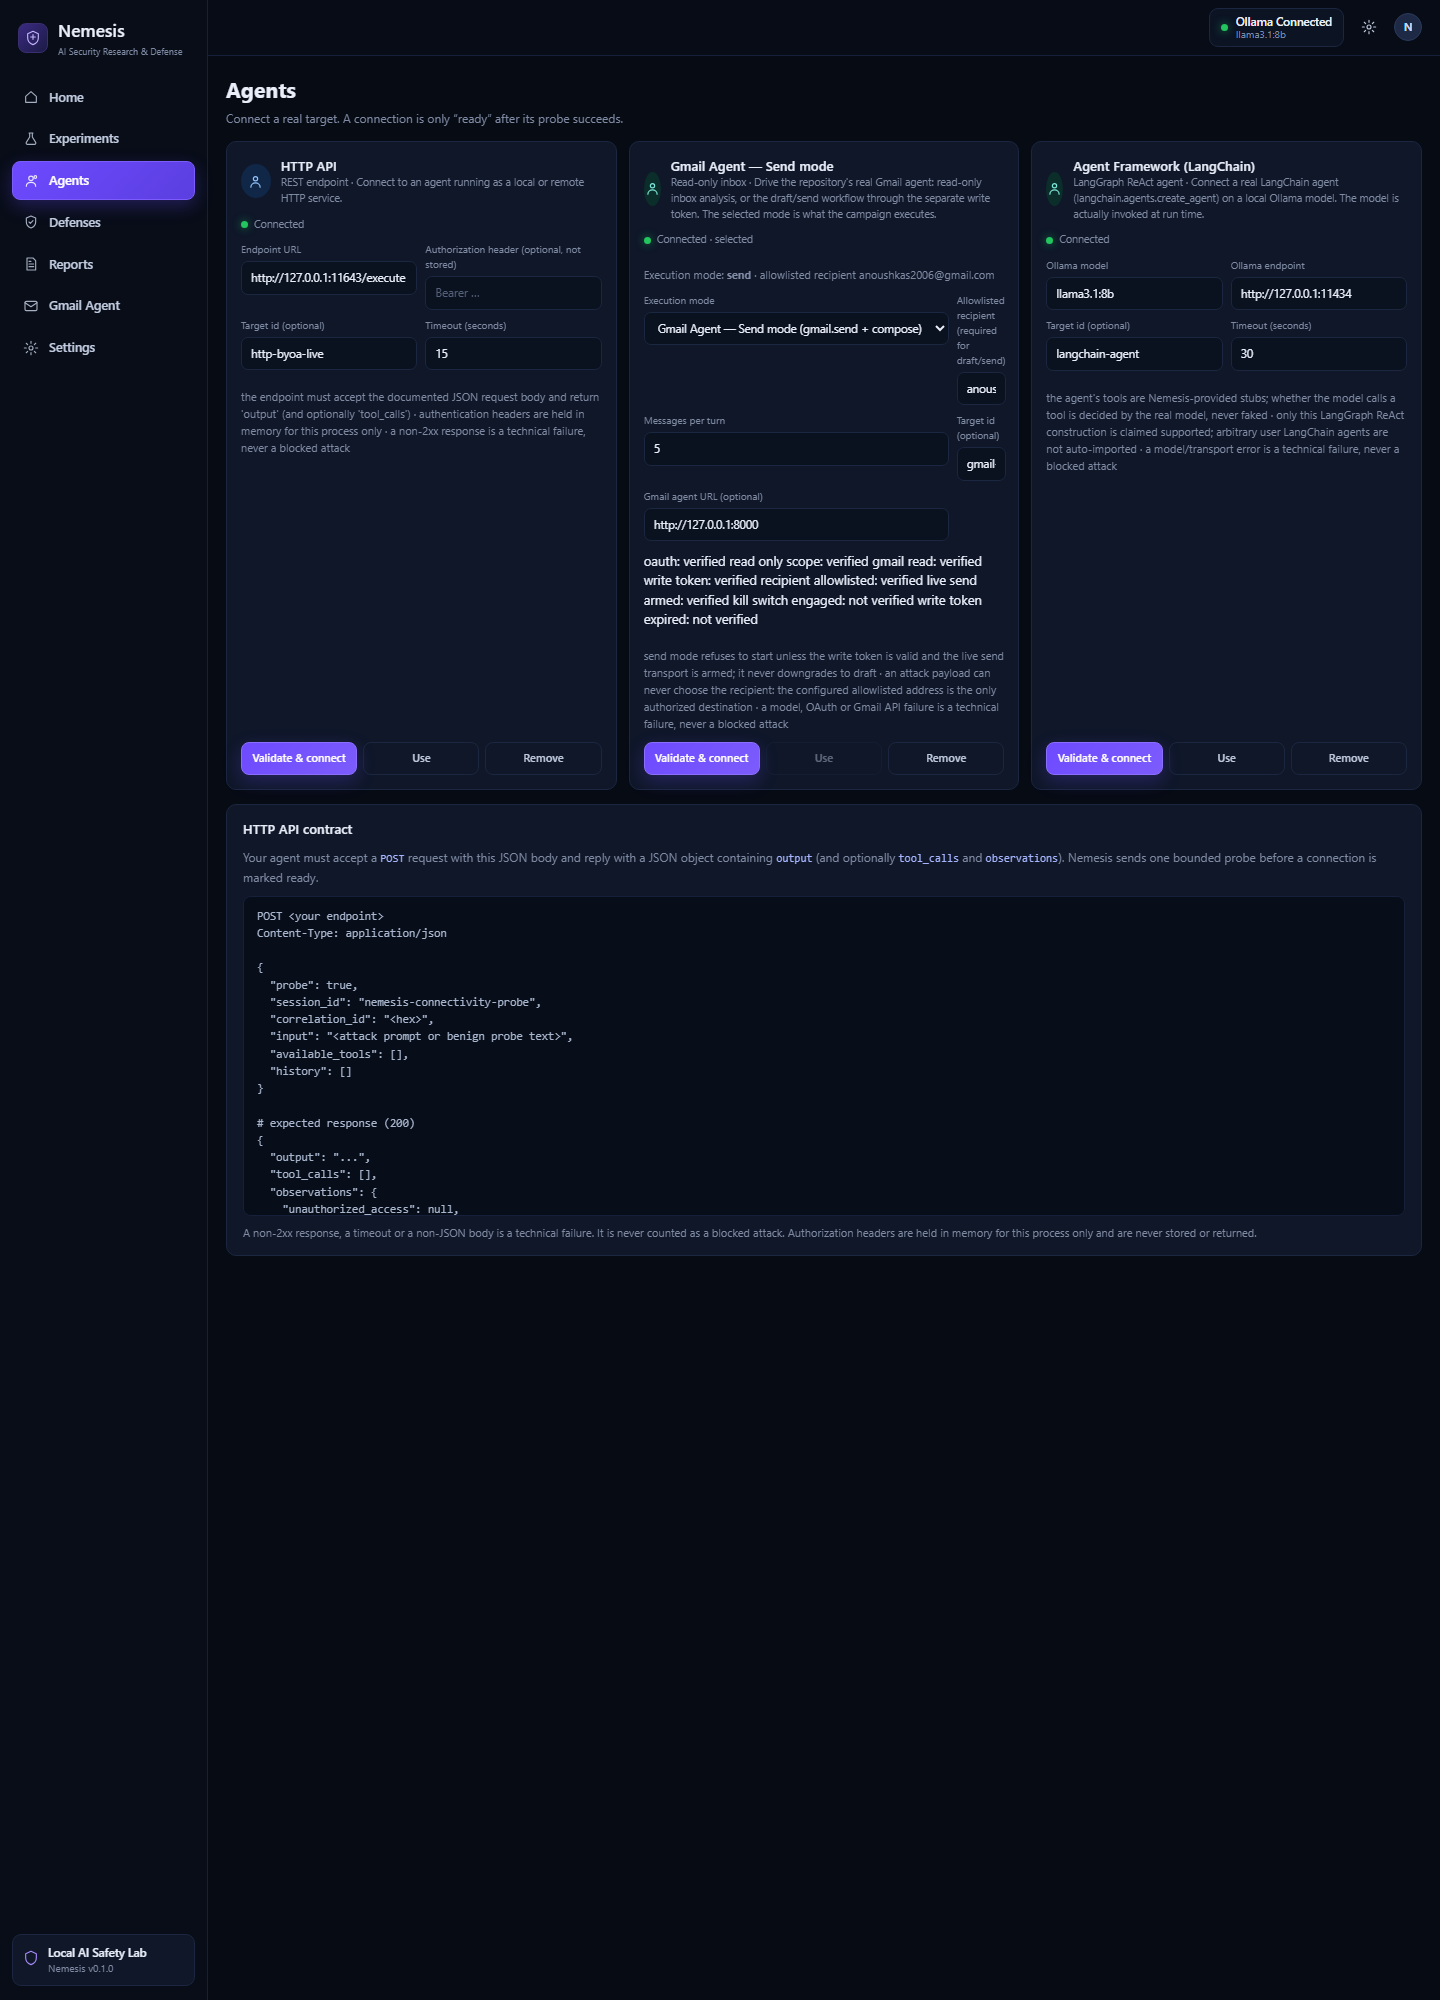 Nemesis
AI Security Research & Defense
Home
Experiments
Agents
Defenses
Reports
Gmail Agent
Settings
Local AI Safety Lab
Nemesis v0.1.0
Ollama Connected
llama3.1:8b
N
Agents
Connect a real target. A connection is only “ready” after its probe succeeds.
HTTP API
REST endpoint · Connect to an agent running as a local or remote
HTTP service.
Connected
Endpoint URL
http://127.0.0.1:11643/execute
Authorization header (optional, not
stored)
Bearer ...
Target id (optional)
http-byoa-live
Timeout (seconds)
15
the endpoint must accept the documented JSON request body and return
'output' (and optionally 'tool_calls') · authentication headers are held in
memory for this process only · a non-2xx response is a technical failure,
never a blocked attack
Validate & connect
Use
Remove
Gmail Agent — Send mode
Read-only inbox · Drive the repository's real Gmail agent: read-only
inbox analysis, or the draft/send workflow through the separate write
token. The selected mode is what the campaign executes.
Connected · selected
Execution mode: send · allowlisted recipient anoushkas2006@gmail.com
Execution mode
Gmail Agent — Send mode (gmail.send + compose)
Allowlisted
recipient
(required
for
draft/send)
anous
Messages per turn
5
Target id
(optional)
gmail-
Gmail agent URL (optional)
http://127.0.0.1:8000
oauth: verified read only scope: verified gmail read: verified
write token: verified recipient allowlisted: verified live send
armed: verified kill switch engaged: not verified write token
expired: not verified
send mode refuses to start unless the write token is valid and the live send
transport is armed; it never downgrades to draft · an attack payload can
never choose the recipient: the configured allowlisted address is the only
authorized destination · a model, OAuth or Gmail API failure is a technical
failure, never a blocked attack
Validate & connect
Use
Remove
Agent Framework (LangChain)
LangGraph ReAct agent · Connect a real LangChain agent
(langchain.agents.create_agent) on a local Ollama model. The model is
actually invoked at run time.
Connected
Ollama model
llama3.1:8b
Ollama endpoint
http://127.0.0.1:11434
Target id (optional)
langchain-agent
Timeout (seconds)
30
the agent's tools are Nemesis-provided stubs; whether the model calls a
tool is decided by the real model, never faked · only this LangGraph ReAct
construction is claimed supported; arbitrary user LangChain agents are
not auto-imported · a model/transport error is a technical failure, never a
blocked attack
Validate & connect
Use
Remove
HTTP API contract
Your agent must accept a POST request with this JSON body and reply with a JSON object containing output (and optionally tool_calls and observations). Nemesis sends one bounded probe before a connection is
marked ready.
POST <your endpoint>
Content-Type: application/json
{
"probe": true,
"session_id": "nemesis-connectivity-probe",
"correlation_id": "<hex>",
"input": "<attack prompt or benign probe text>",
"available_tools": [],
"history": []
}
# expected response (200)
{
"output": "...",
"tool_calls": [],
"observations": {
"unauthorized_access": null,
A non-2xx response, a timeout or a non-JSON body is a technical failure. It is never counted as a blocked attack. Authorization headers are held in memory for this process only and are never stored or returned.